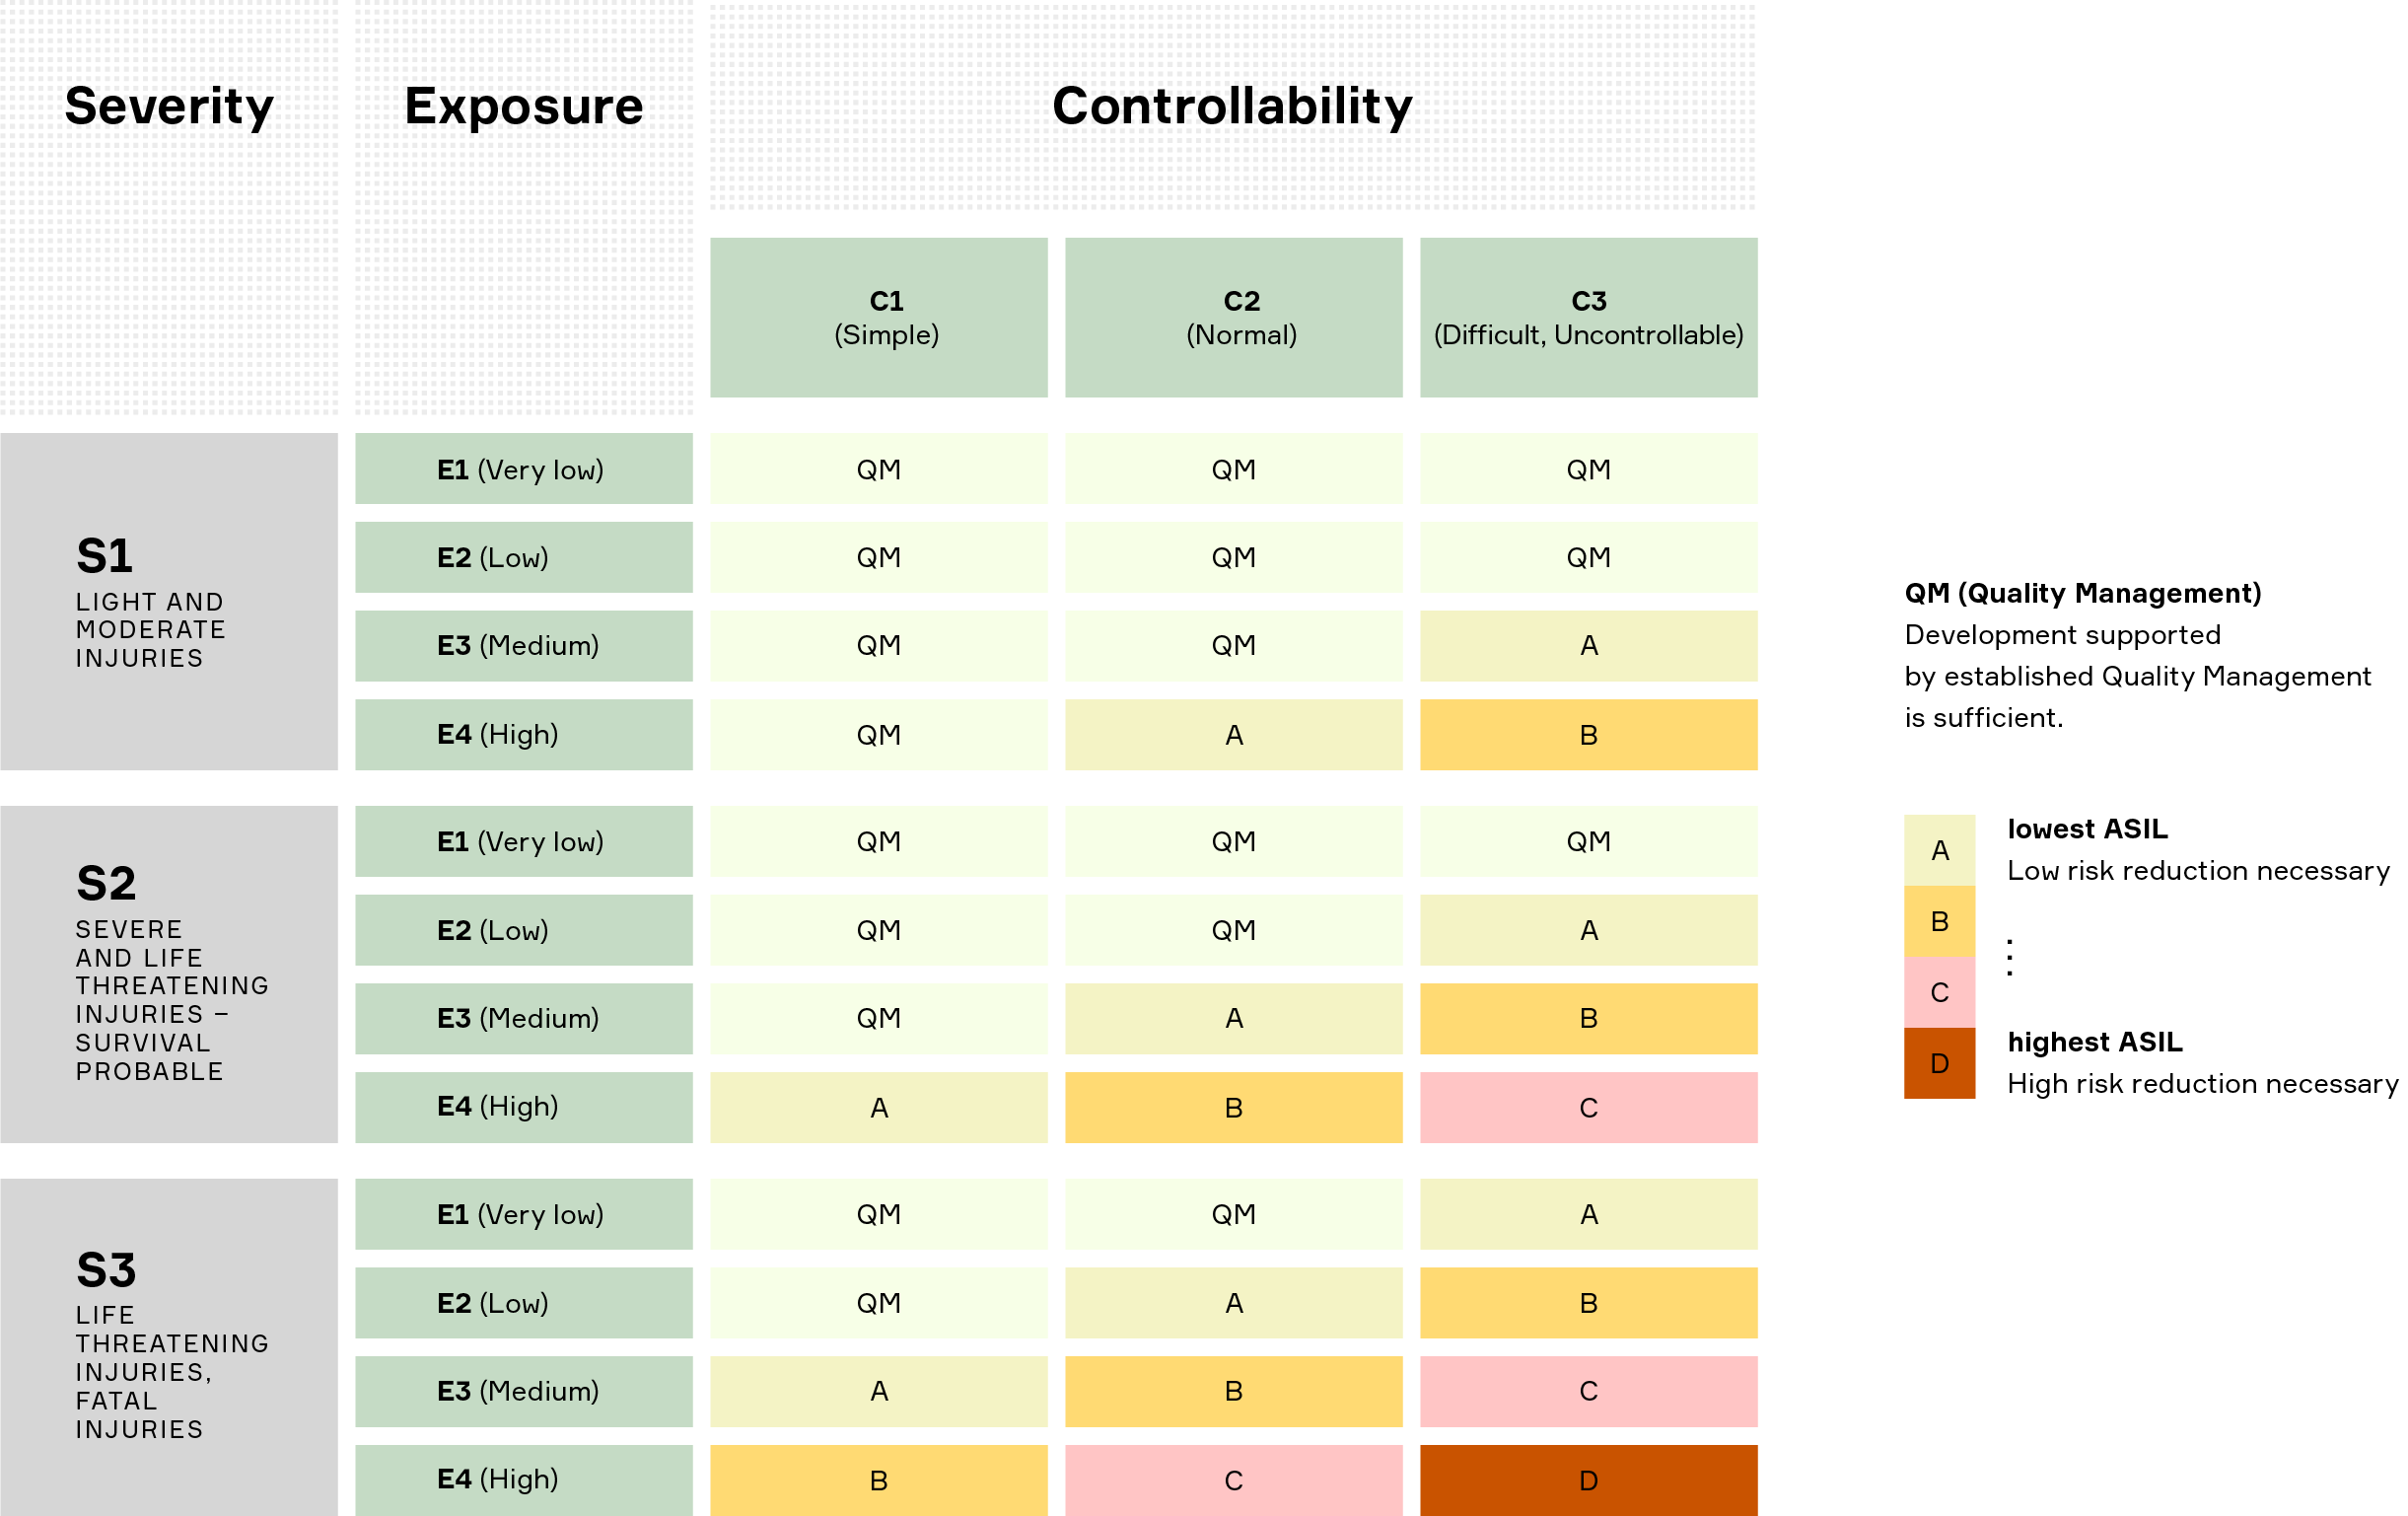 Severity
Exposure
Controllability
C1
(Simple)
C2
(Normal)
C3
(Difficult, Uncontrollable)
S1
LIGHT AND
MODERATE
INJURIES
E1 (Very low)
QM
QM
QM
E2 (Low)
QM
QM
QM
E3 (Medium)
QM
QM
A
E4 (High)
QM
A
B
S2
SEVERE
AND LIFE
THREATENING
INJURIES –
SURVIVAL
PROBABLE
E1 (Very low)
QM
QM
QM
E2 (Low)
QM
QM
A
E3 (Medium)
QM
A
B
E4 (High)
A
B
C
S3
LIFE
THREATENING
INJURIES,
FATAL
INJURIES
E1 (Very low)
QM
QM
A
E2 (Low)
QM
A
B
E3 (Medium)
A
B
C
E4 (High)
B
C
D
QM (Quality Management)
Development supported
by established Quality Management
is sufficient.
A
lowest ASIL
Low risk reduction necessary
B
C
D
highest ASIL
High risk reduction necessary